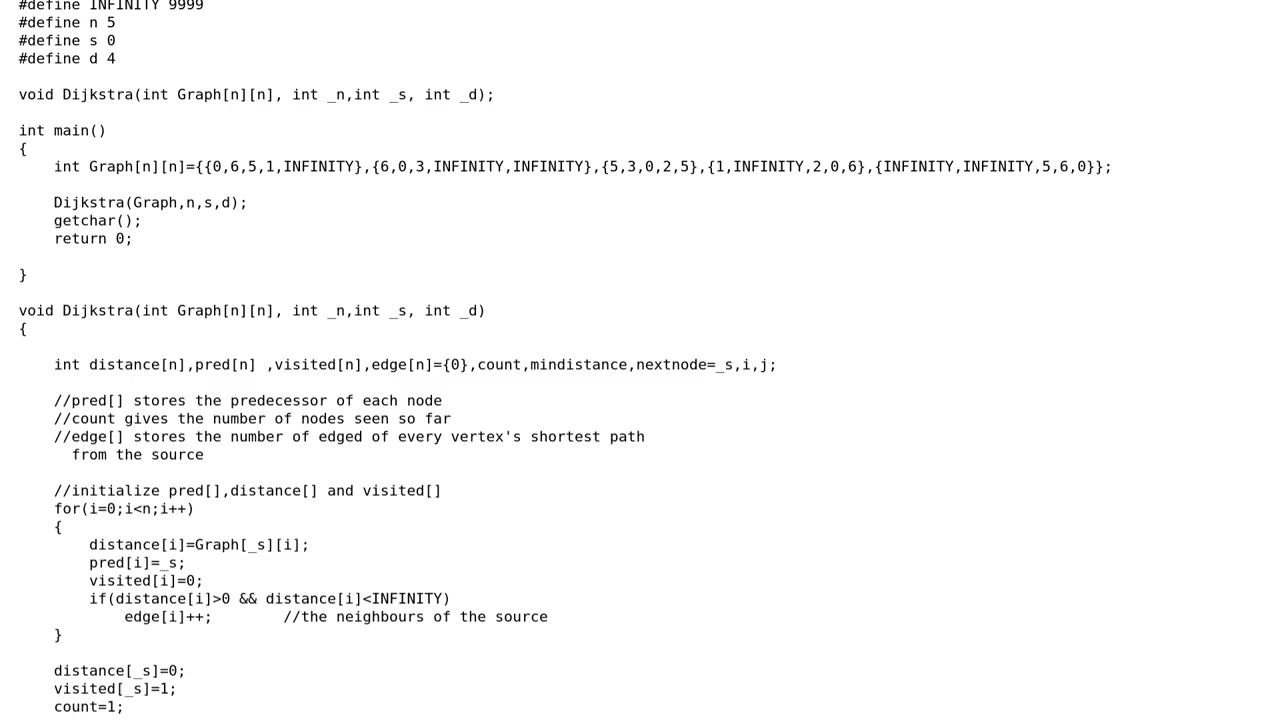 #define INFINITY 9999
#define n 5
#define s 0
#define d 4
void Dijkstra(int Graph[n][n], int _n,int _s, int _d);
int main()
{
    int Graph[n][n]={{0,6,5,1,INFINITY},{6,0,3,INFINITY,INFINITY},{5,3,0,2,5},{1,INFINITY,2,0,6},{INFINITY,INFINITY,5,6,0}};
    Dijkstra(Graph,n,s,d);
    getchar();
    return 0;
}
void Dijkstra(int Graph[n][n], int _n,int _s, int _d)
{
    int distance[n],pred[n] ,visited[n],edge[n]={0},count,mindistance,nextnode=_s,i,j;
    //pred[] stores the predecessor of each node
    //count gives the number of nodes seen so far
    //edge[] stores the number of edged of every vertex's shortest path
      from the source
    //initialize pred[],distance[] and visited[]
    for(i=0;i<n;i++)
    {
        distance[i]=Graph[_s][i];
        pred[i]=_s;
        visited[i]=0;
        if(distance[i]>0 && distance[i]<INFINITY)
            edge[i]++;        //the neighbours of the source
    }
    distance[_s]=0;
    visited[_s]=1;
    count=1;